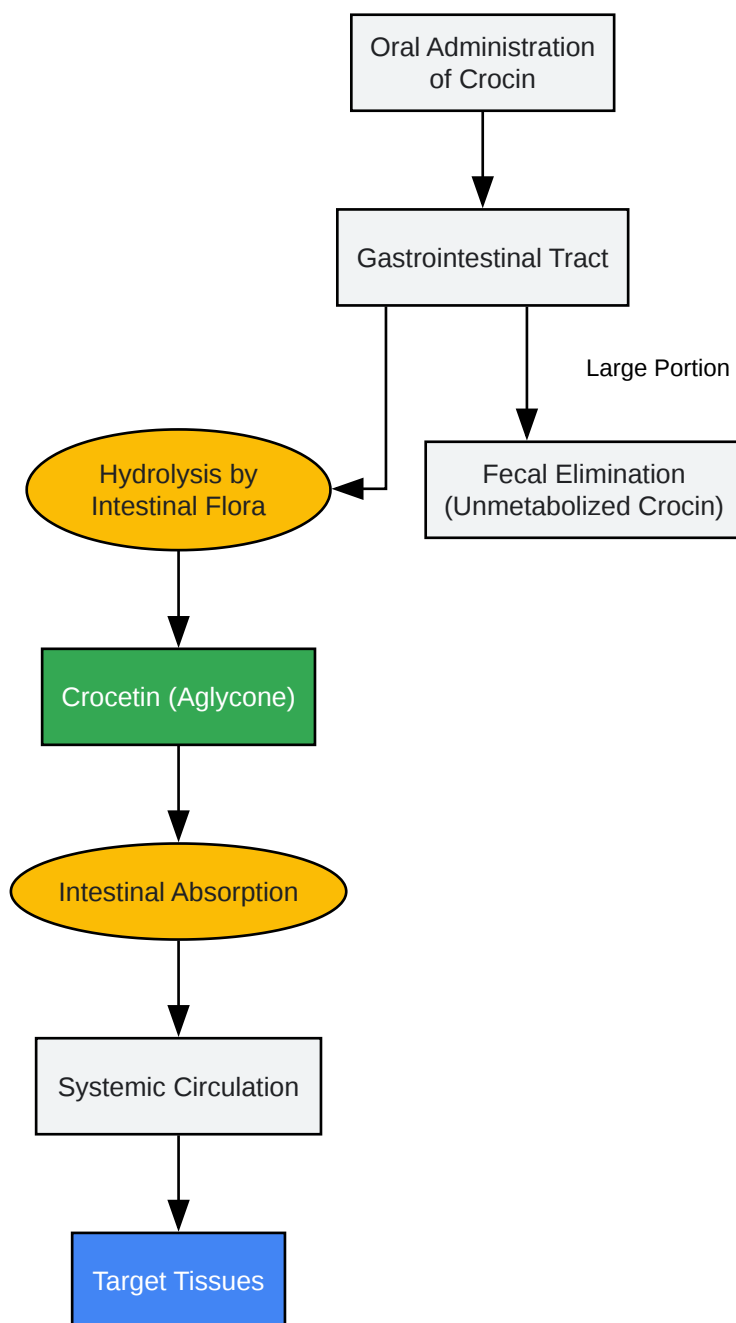 Oral Administration
of Crocin
Gastrointestinal Tract
Large Portion
Hydrolysis by
Intestinal Flora
Fecal Elimination
(Unmetabolized Crocin)
Crocetin (Aglycone)
Intestinal Absorption
Systemic Circulation
Target Tissues